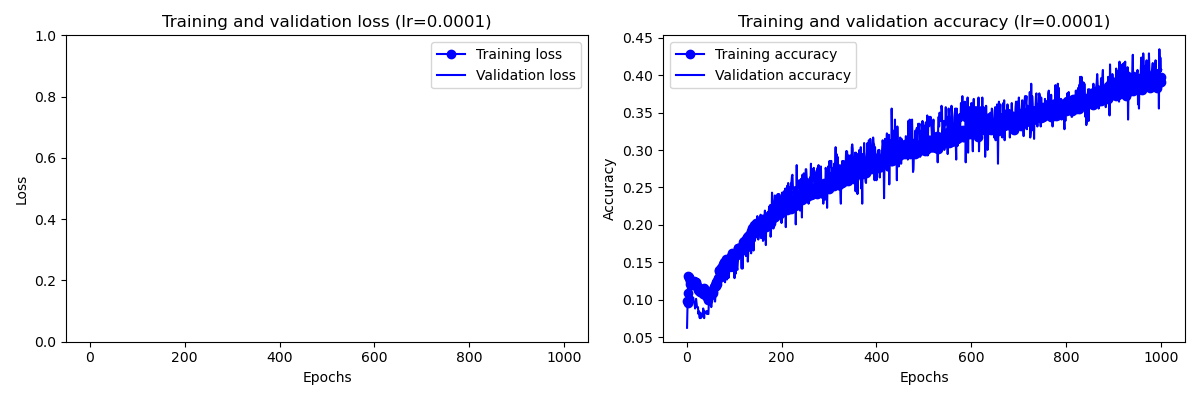 Training and validation loss (lr=0.0001)
1.0
0.8
0.6
0.4
0.2
0.0
Loss
Training loss
Validation loss
0 200 400 600 800 1000
Epochs
Training and validation accuracy (lr=0.0001)
0.45
0.40
0.35
0.30
0.25
0.20
0.15
0.10
0.05
Accuracy
Training accuracy
Validation accuracy
0 200 400 600 800 1000
Epochs